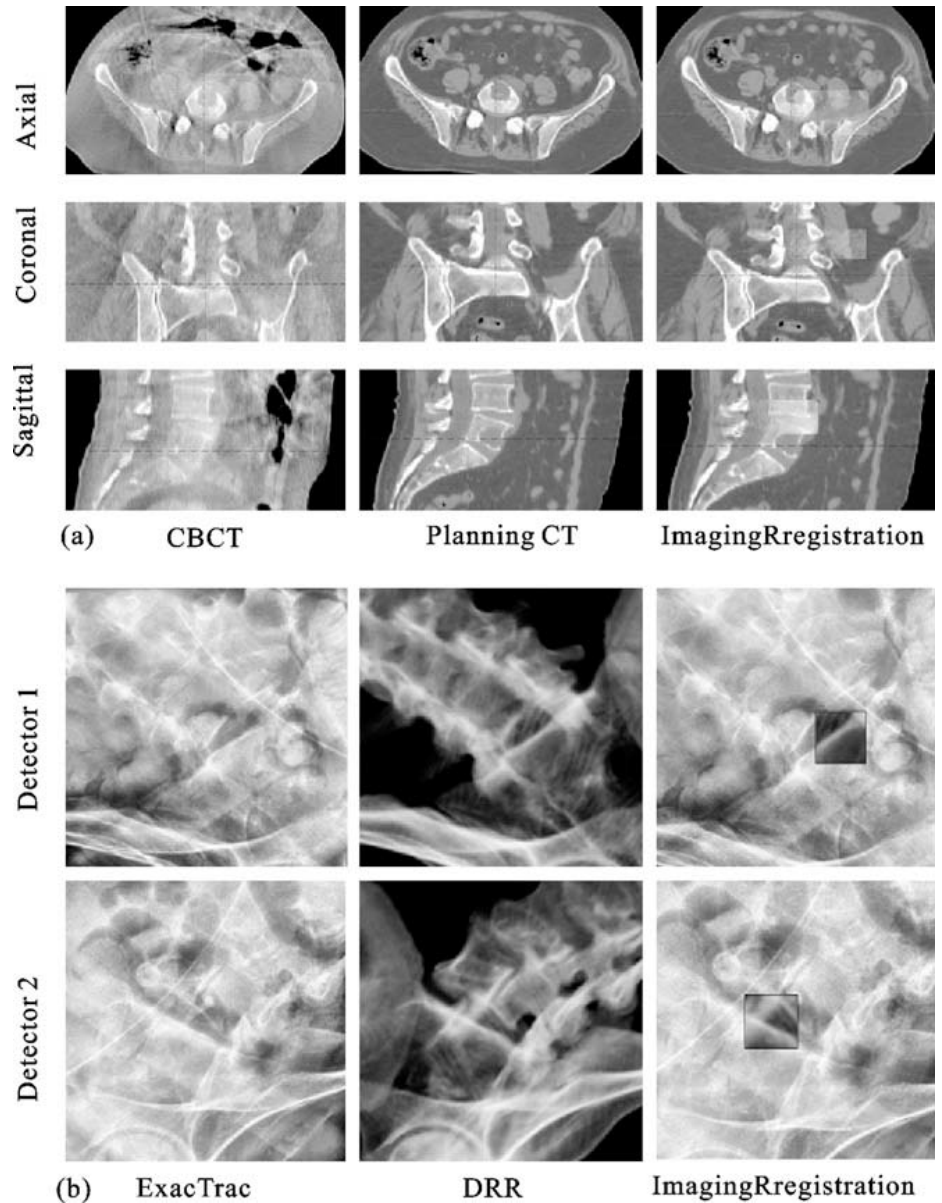 Axial
Coronal
Sagittal
(a) CBCT Planning CT ImagingRregistration
Detector 1
Detector 2
(b) ExacTrac DRR ImagingRregistration